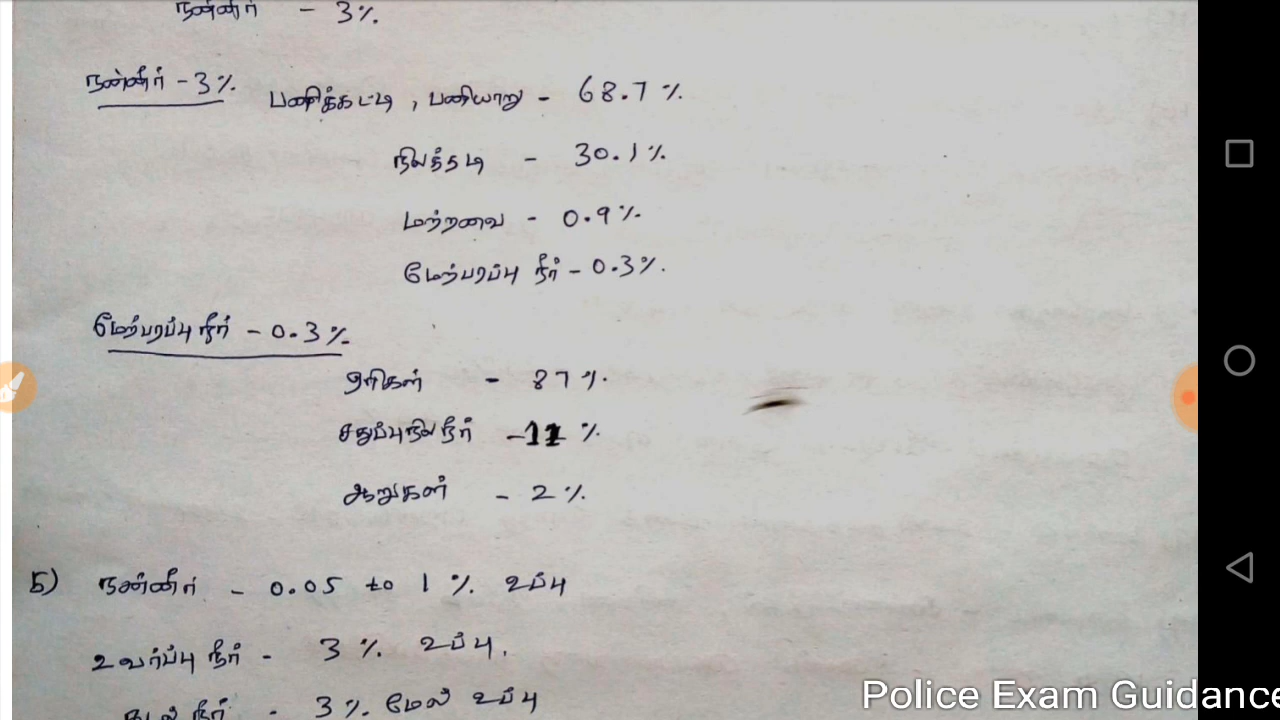 நன்னீர் - 3%
நன்னீர் - 3%
பனிக்கட்டி, பனியாறு - 68.7%
நிலத்தடி - 30.1%
மற்றவை - 0.9%
மேற்பரப்பு நீர் - 0.3%.
மேற்பரப்பு நீர் - 0.3%.
ஏரிகள் - 87%.
சதுப்புநிலநீர் - 11%.
ஆறுகள் - 2%.
5) நன்னீர் - 0.05 to 1% உப்பு
உவர்ப்பு நீர் - 3% உப்பு.
கடல் நீர் - 3% மேல் உப்பு
Police Exam Guidance